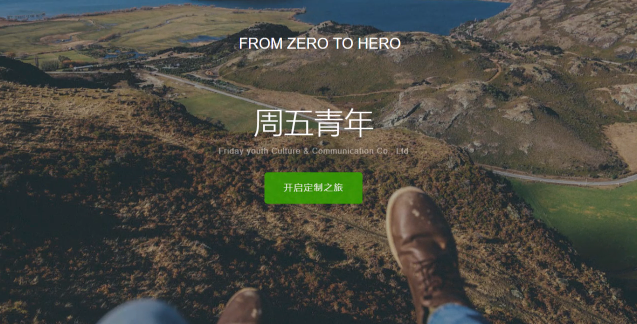 FROM ZERO TO HERO
周五青年
Friday youth Culture & Communication Co., Ltd
开启定制之旅